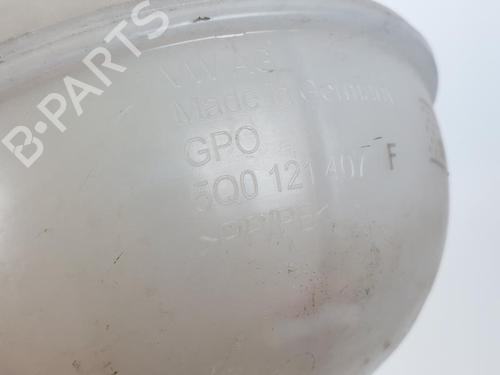 B-PARTS
VW AG
Made in Germany
GPO
5Q0 121 407 F